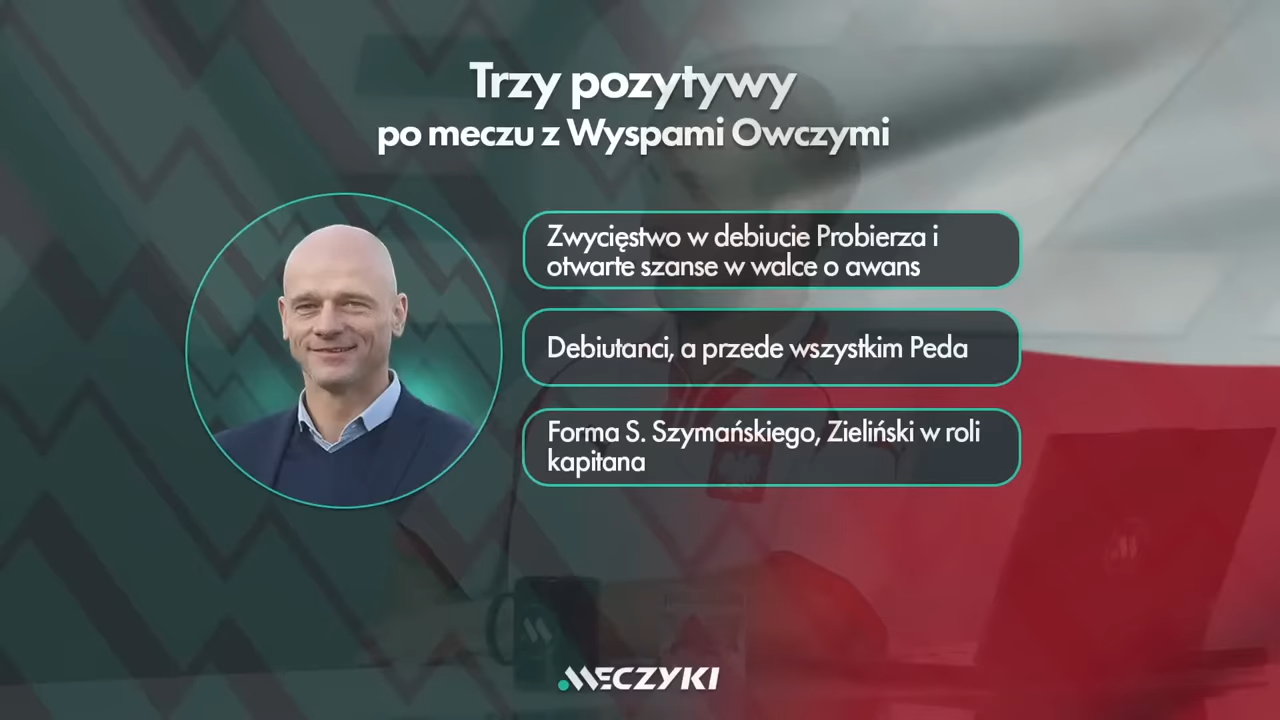 Trzy pozytywy
po meczu z Wyspami Owczymi
Zwycięstwo w debiucie Probierza i
otwarte szanse w walce o awans
Debiutanci, a przede wszystkim Peda
Forma S. Szymańskiego, Zieliński w roli
kapitana
MECZYKI